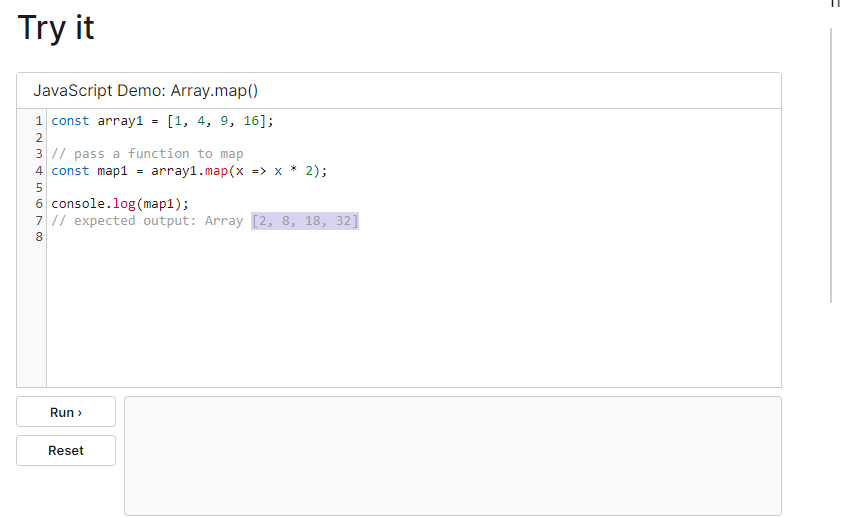 Try it
JavaScript Demo: Array.map()
1 const array1 = [1, 4, 9, 16];
2
3 // pass a function to map
4 const map1 = array1.map(x => x * 2);
5
6 console.log(map1);
7 // expected output: Array [2, 8, 18, 32]
8
Run ›
Reset